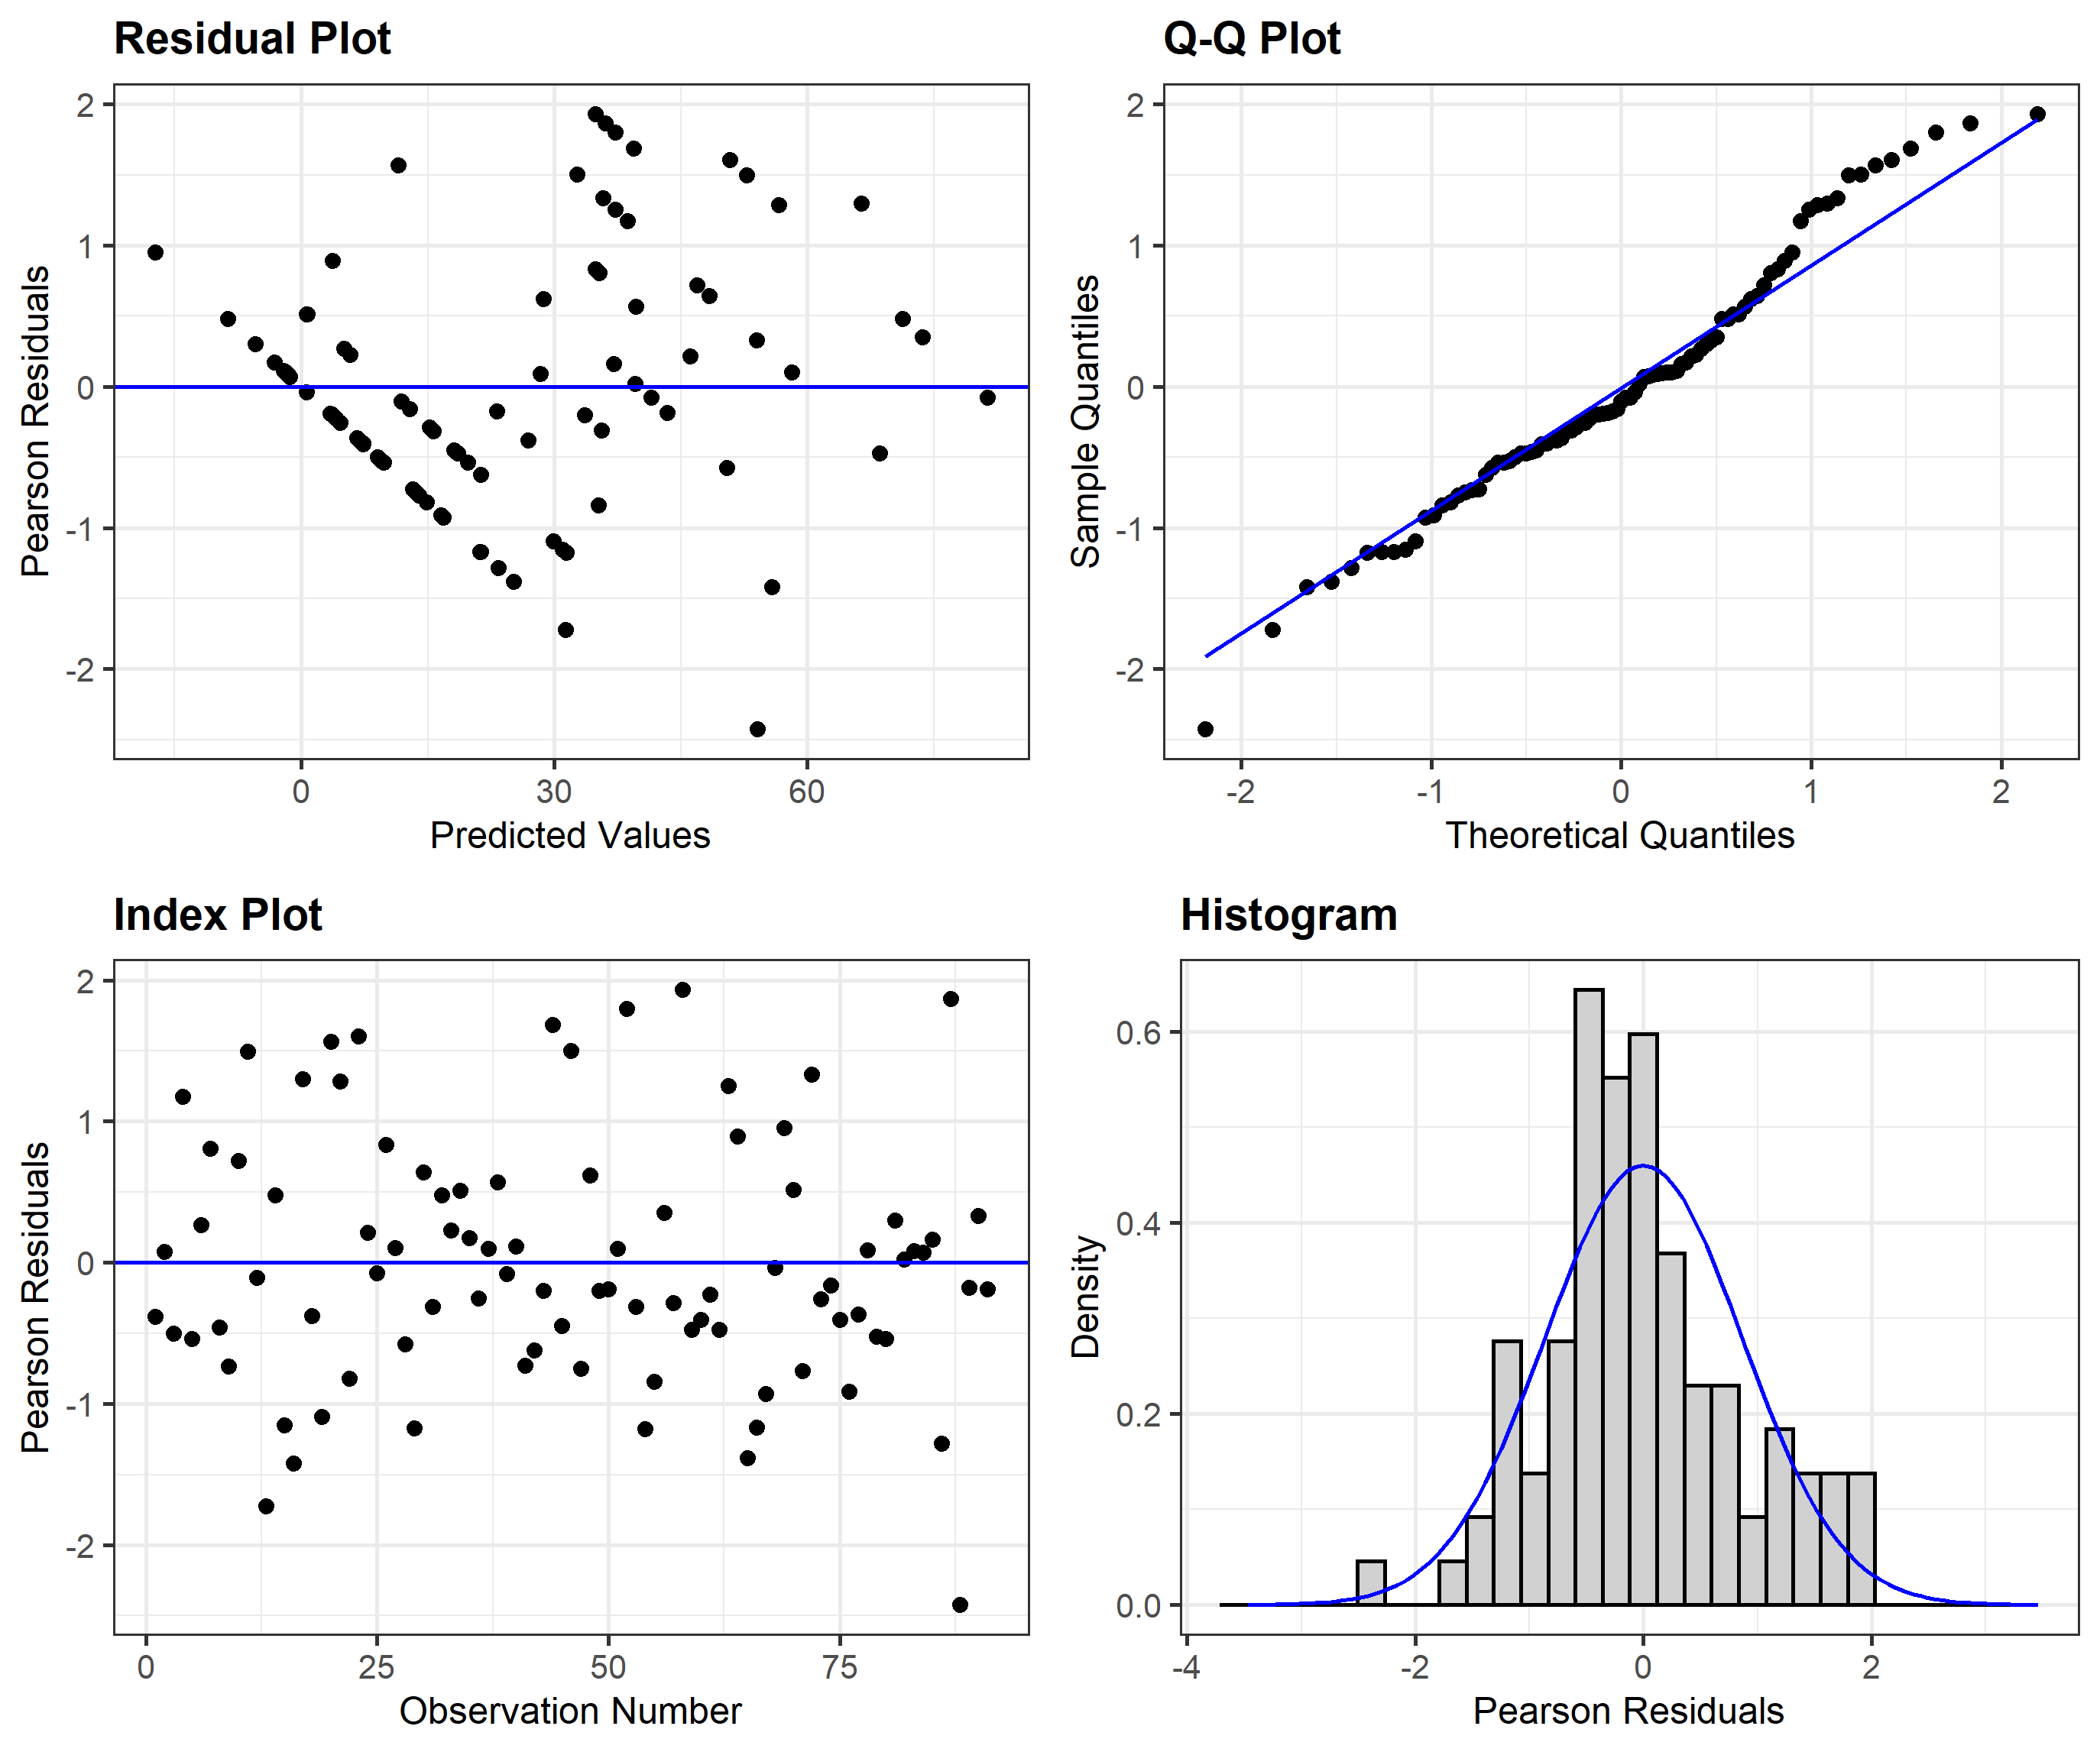 Residual Plot
Pearson Residuals
2
1
0
-1
-2
0 30 60
Predicted Values
Q-Q Plot
Sample Quantiles
2
1
0
-1
-2
-2 -1 0 1 2
Theoretical Quantiles
Index Plot
Pearson Residuals
2
1
0
-1
-2
0 25 50 75
Observation Number
Histogram
Density
0.6
0.4
0.2
0.0
-4 -2 0 2
Pearson Residuals